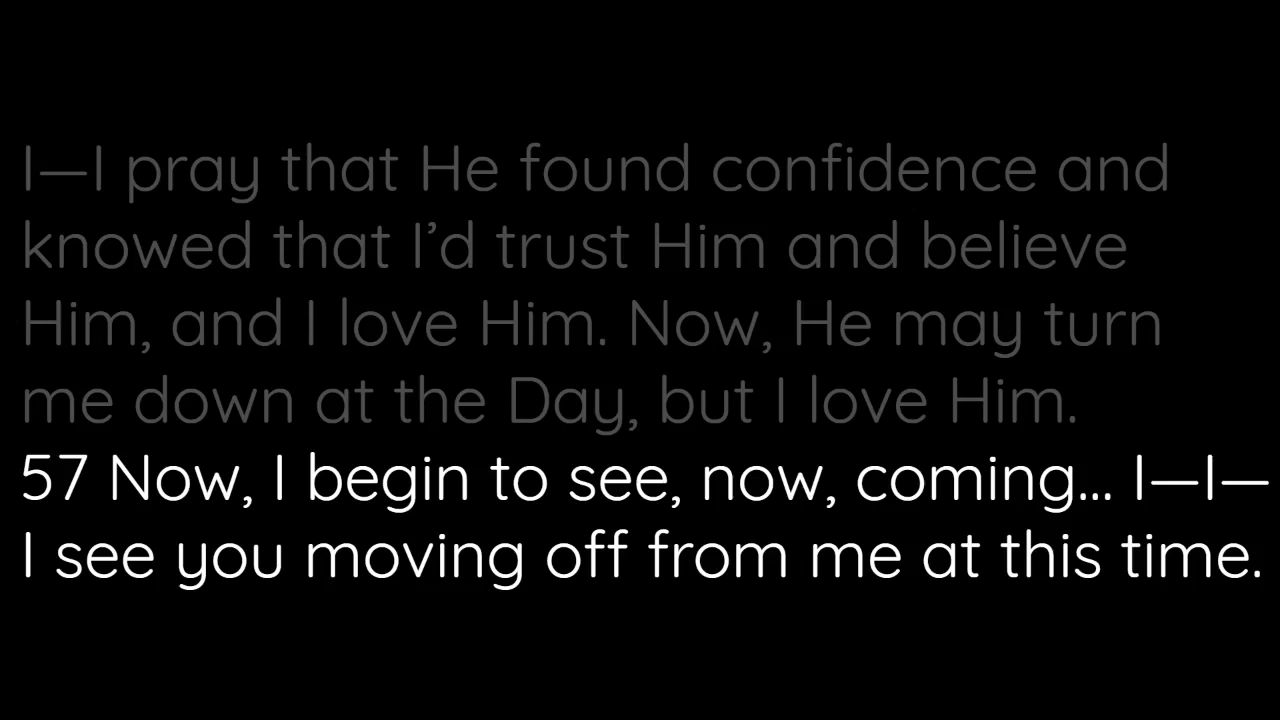 I—I pray that He found confidence and
knowed that I’d trust Him and believe
Him, and I love Him. Now, He may turn
me down at the Day, but I love Him.
57 Now, I begin to see, now, coming... I—I—
I see you moving off from me at this time.